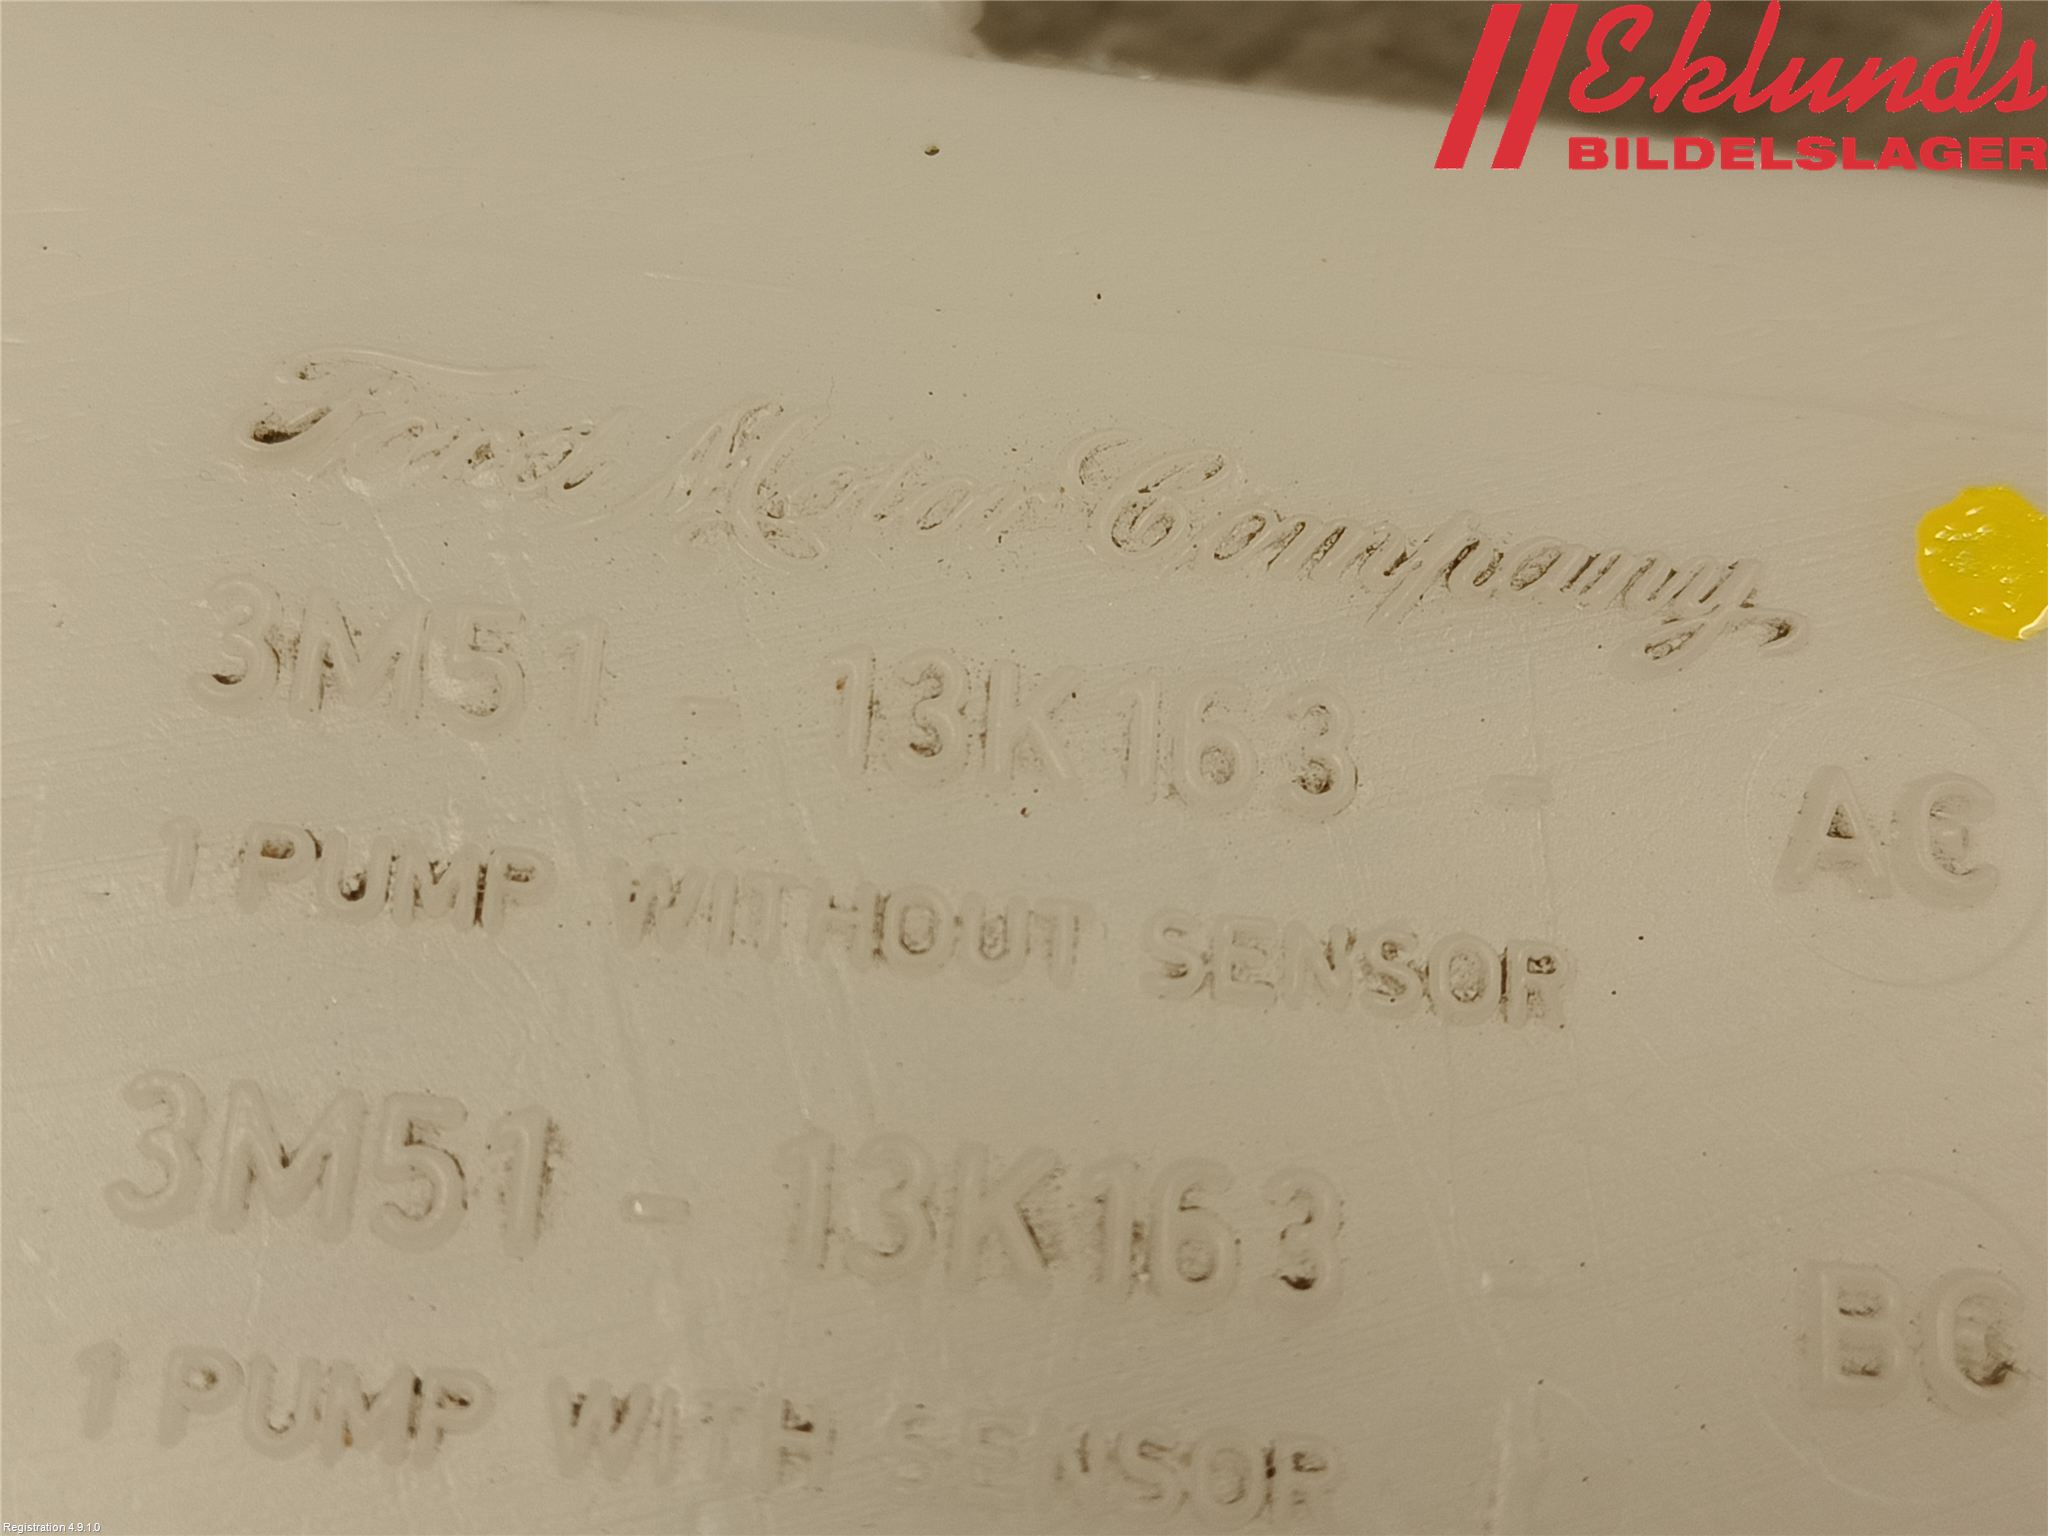 Eklunds
BILDELSLAGER
Ford Motor Company
3M51 - 13K163 - AC
1 PUMP WITHOUT SENSOR
3M51 - 13K163 - BC
1 PUMP WITH SENSOR
Registration 4.9.1.0